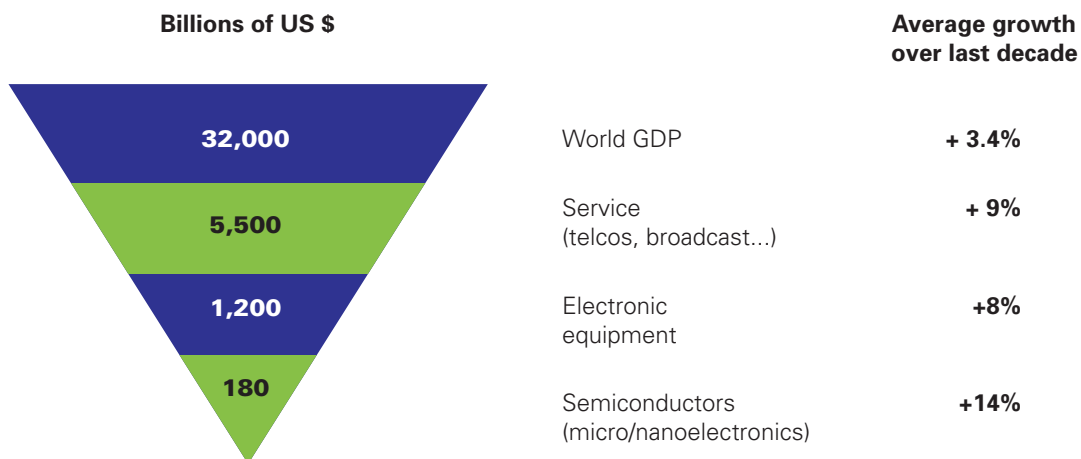 Billions of US $
Average growth
over last decade
32,000
World GDP
+ 3.4%
5,500
Service
(telcos, broadcast...)
+ 9%
1,200
Electronic
equipment
+8%
180
Semiconductors
(micro/nanoelectronics)
+14%